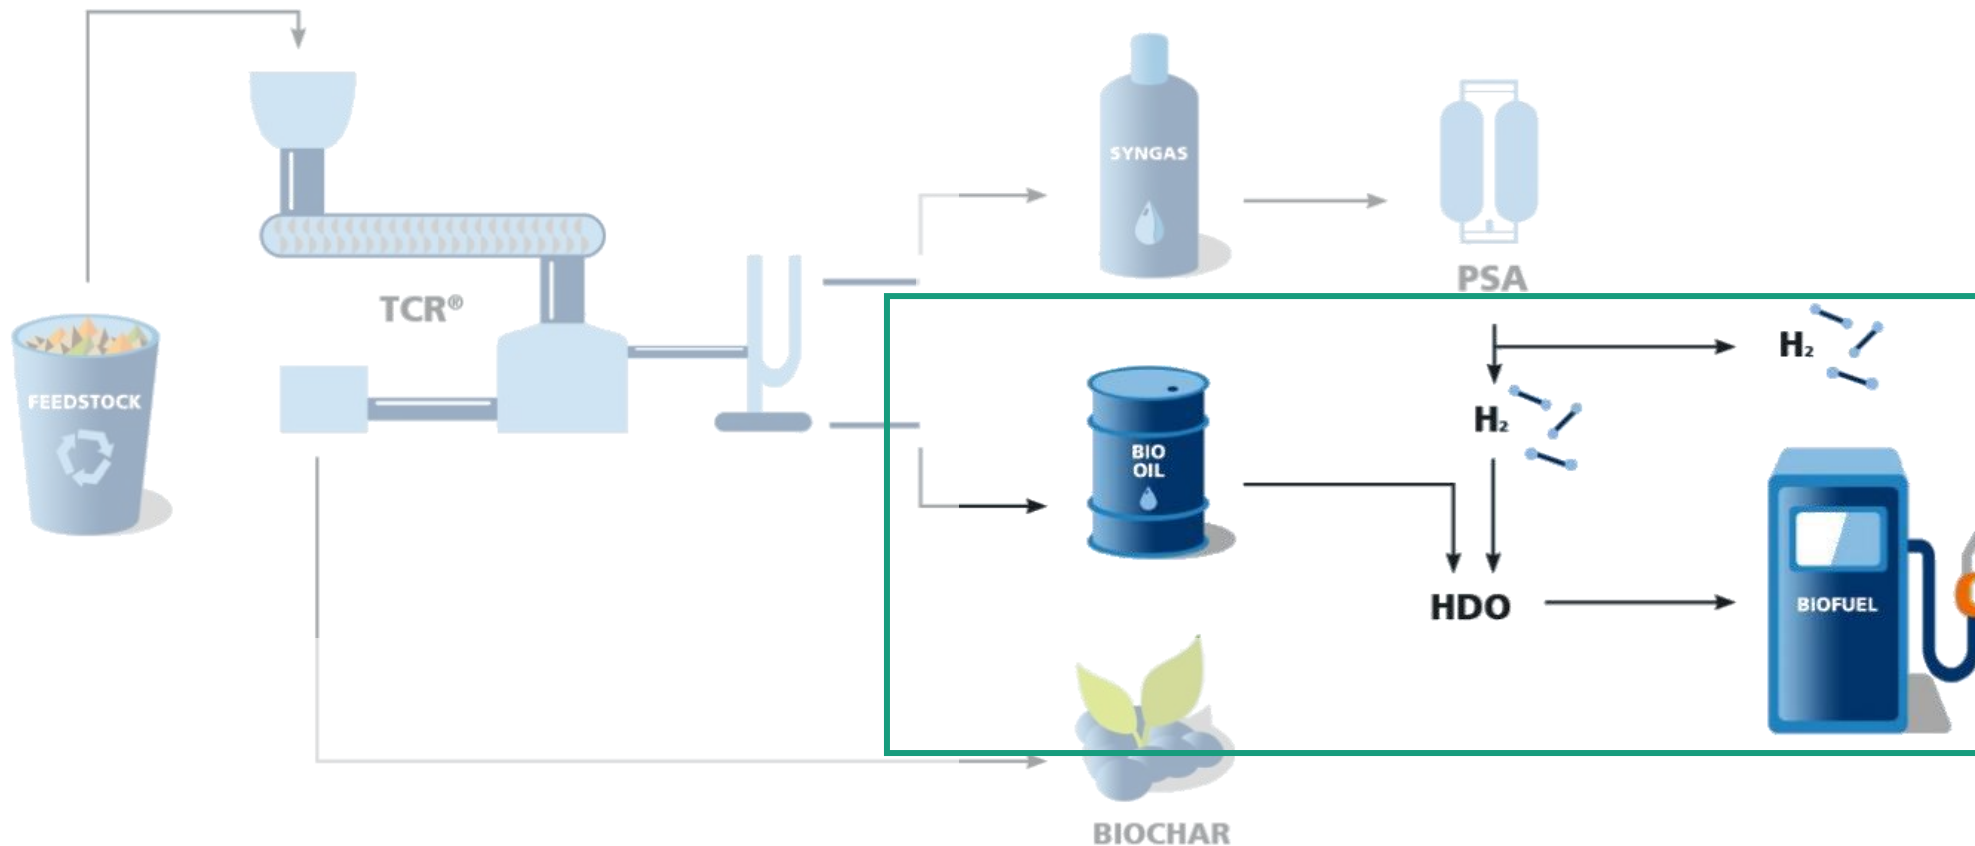 SYNGAS
PSA
TCR®
FEEDSTOCK
H₂
H₂
BIO
OIL
HDO
BIOFUEL
BIOCHAR